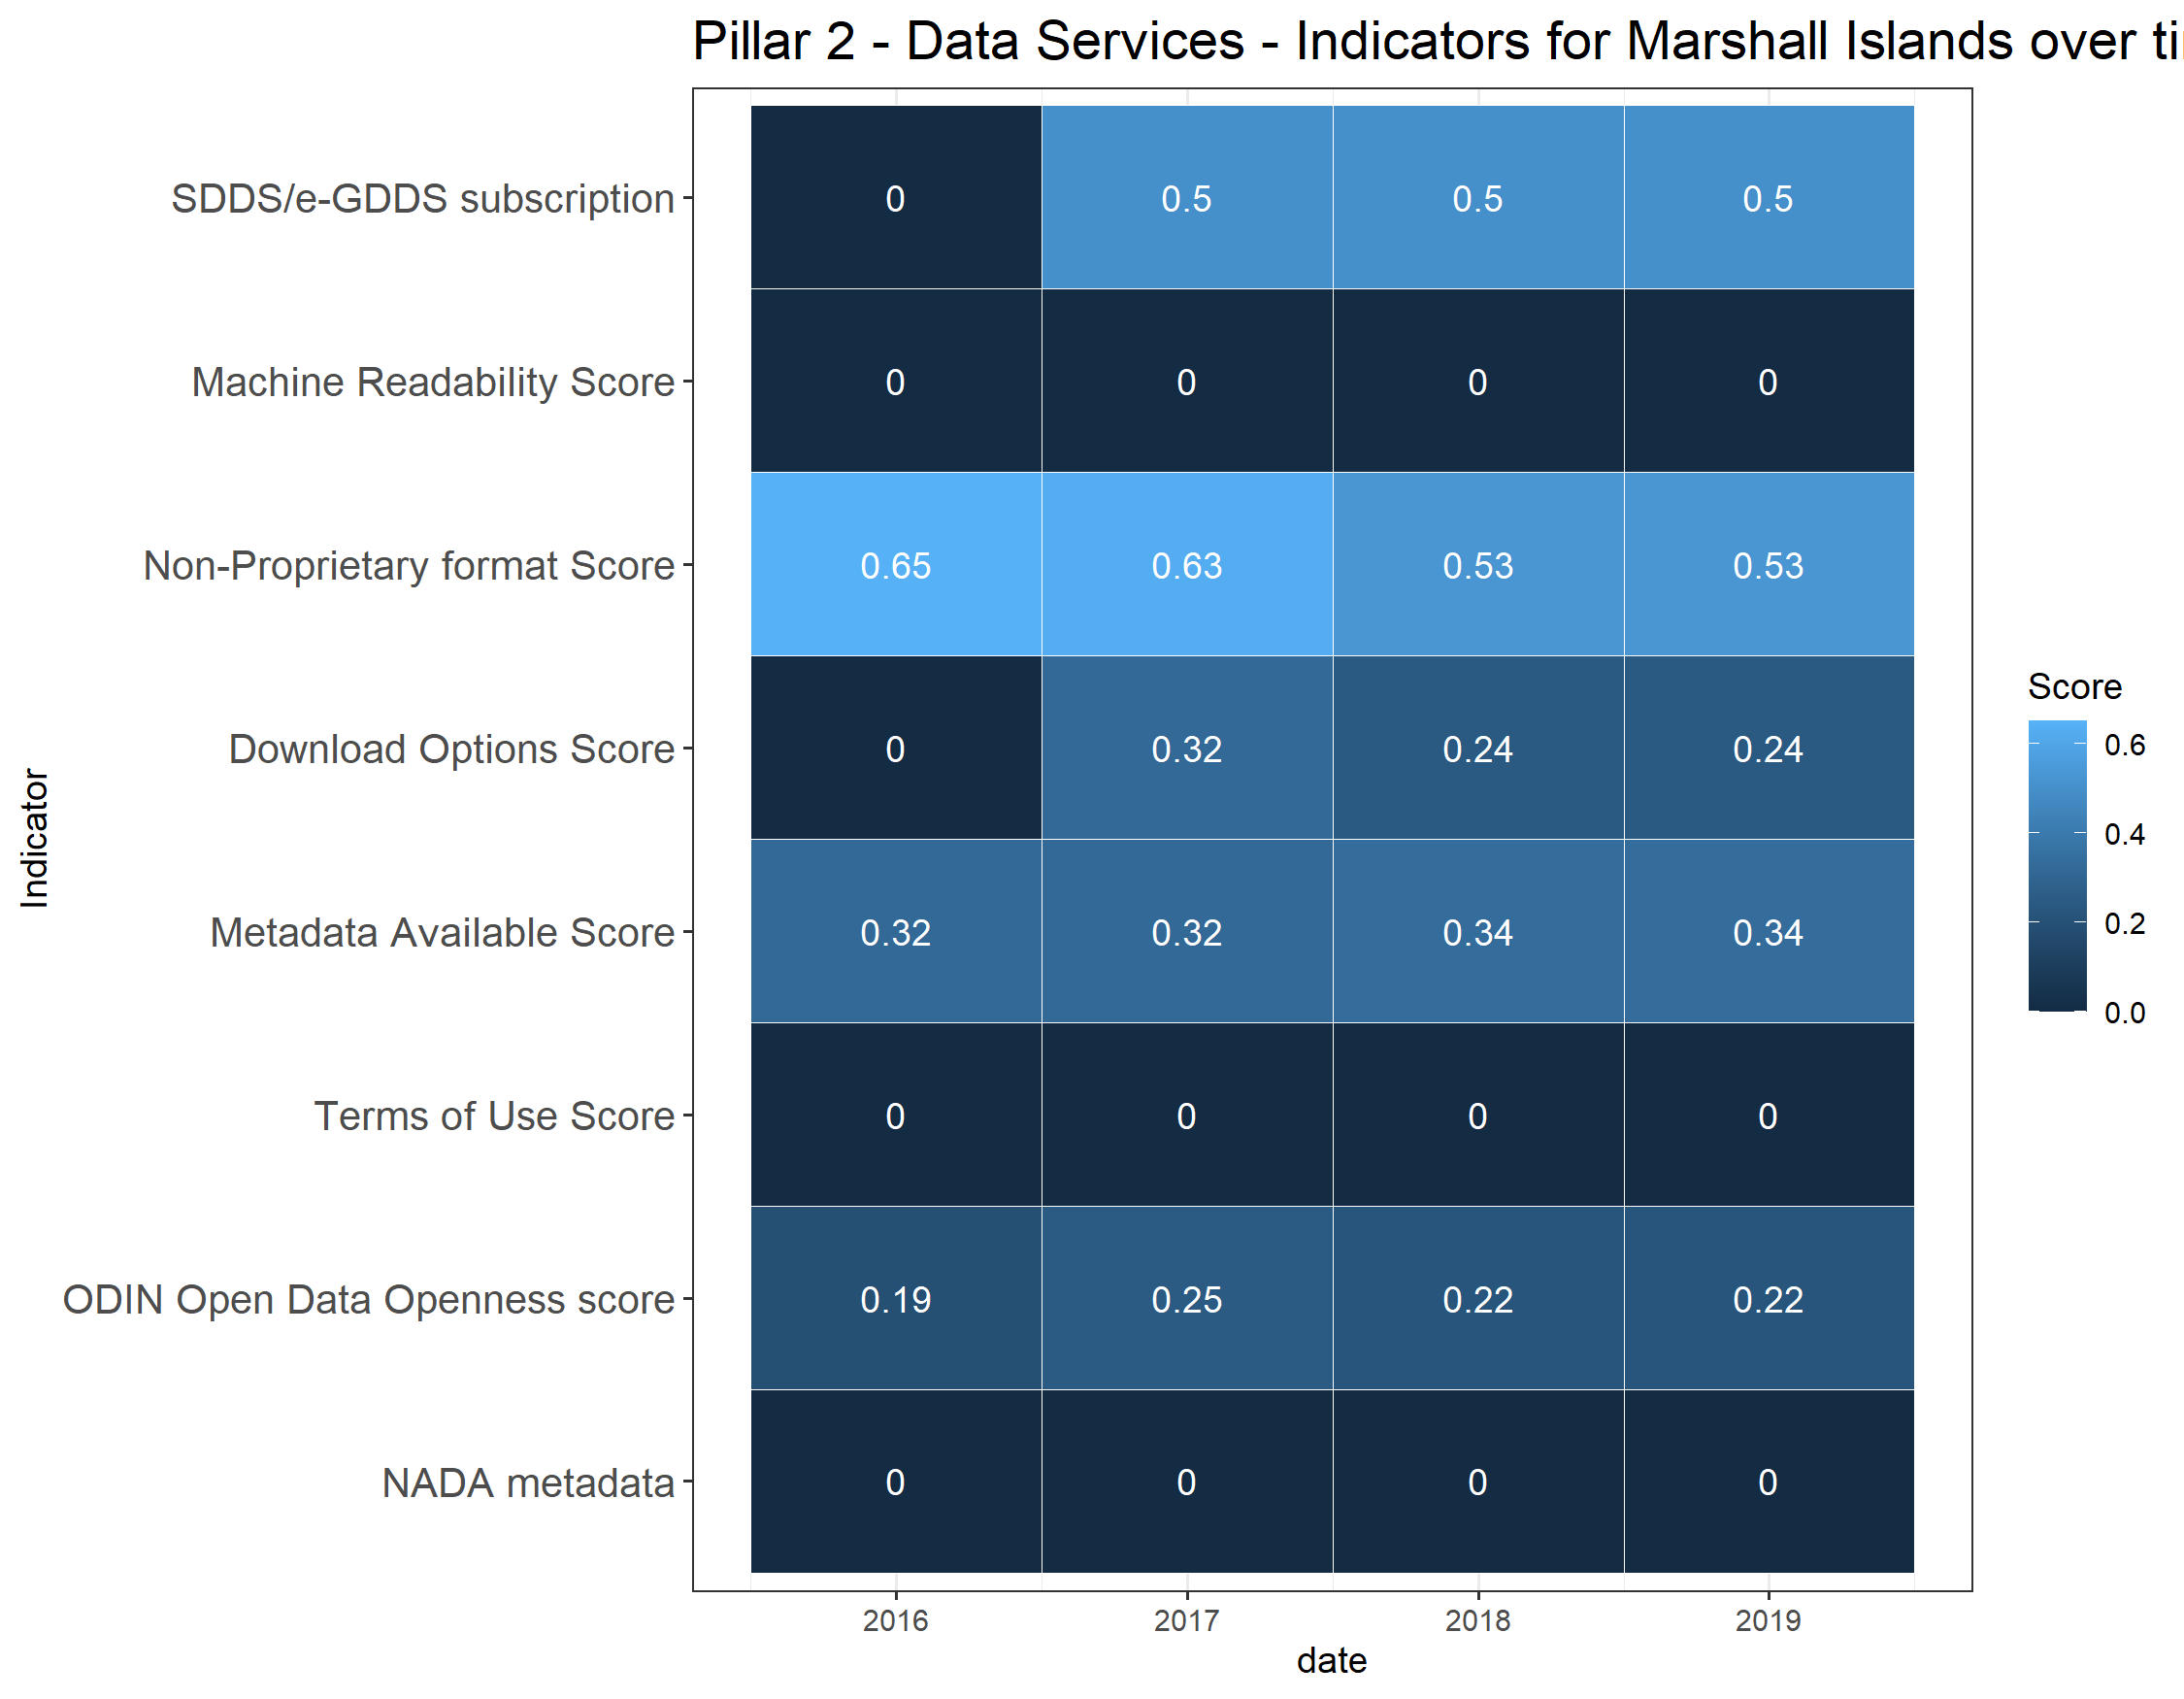 Pillar 2 - Data Services - Indicators for Marshall Islands over
SDDS/e-GDDS subscription 0 0.5 0.5 0.5
Machine Readability Score 0 0 0 0
Non-Proprietary format Score 0.65 0.63 0.53 0.53
Download Options Score 0 0.32 0.24 0.24
Metadata Available Score 0.32 0.32 0.34 0.34
Terms of Use Score 0 0 0 0
ODIN Open Data Openness score 0.19 0.25 0.22 0.22
NADA metadata 0 0 0 0
2016 2017 2018 2019
date
Indicator
Score
0.6
0.4
0.2
0.0